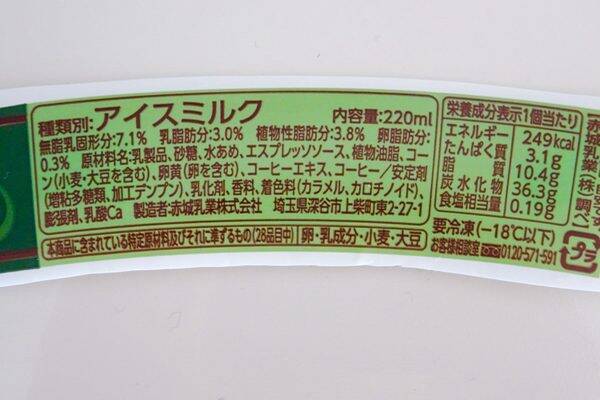 種類別:アイスミルク 内容量:220ml
無脂乳固形分:7.1% 乳脂肪分:3.0% 植物性脂肪分:3.8% 卵脂肪分:
0.3% 原材料名:乳製品、砂糖、水あめ、エスプレッソソース、植物油脂、コー
ン(小麦・大豆を含む)、卵黄(卵を含む)、コーヒーエキス、コーヒー/安定剤
(増粘多糖類、加工デンプン)、乳化剤、香料、着色料(カラメル、カロチノイド)、
膨張剤、乳酸Ca 製造者:赤城乳業株式会社 埼玉県深谷市上柴町東2-27-1
本商品に含まれている特定原材料及びそれに準ずるもの(28品目中) 卵・乳成分・小麦・大豆
栄養成分表示1個当たり
エネルギー 249kcal
たんぱく質 3.1g
脂質 10.4g
炭水化物 36.3g
食塩相当量 0.19g
要冷凍(-18℃以下)
お客様相談室 0120-571-591
プラ